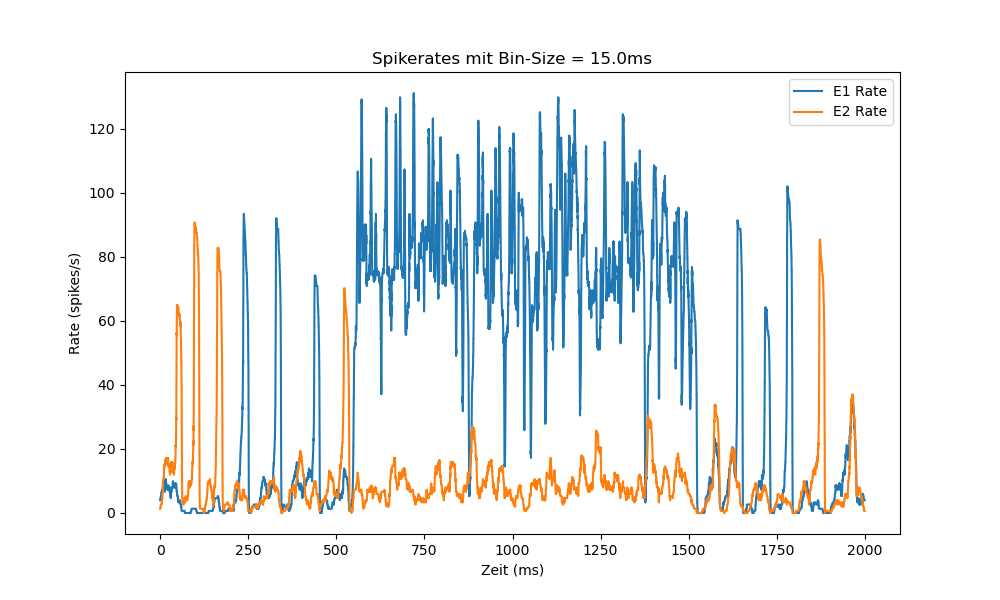 Spikerates mit Bin-Size = 15.0ms
E1 Rate
E2 Rate
Rate (spikes/s)
120
100
80
60
40
20
0
0 250 500 750 1000 1250 1500 1750 2000
Zeit (ms)